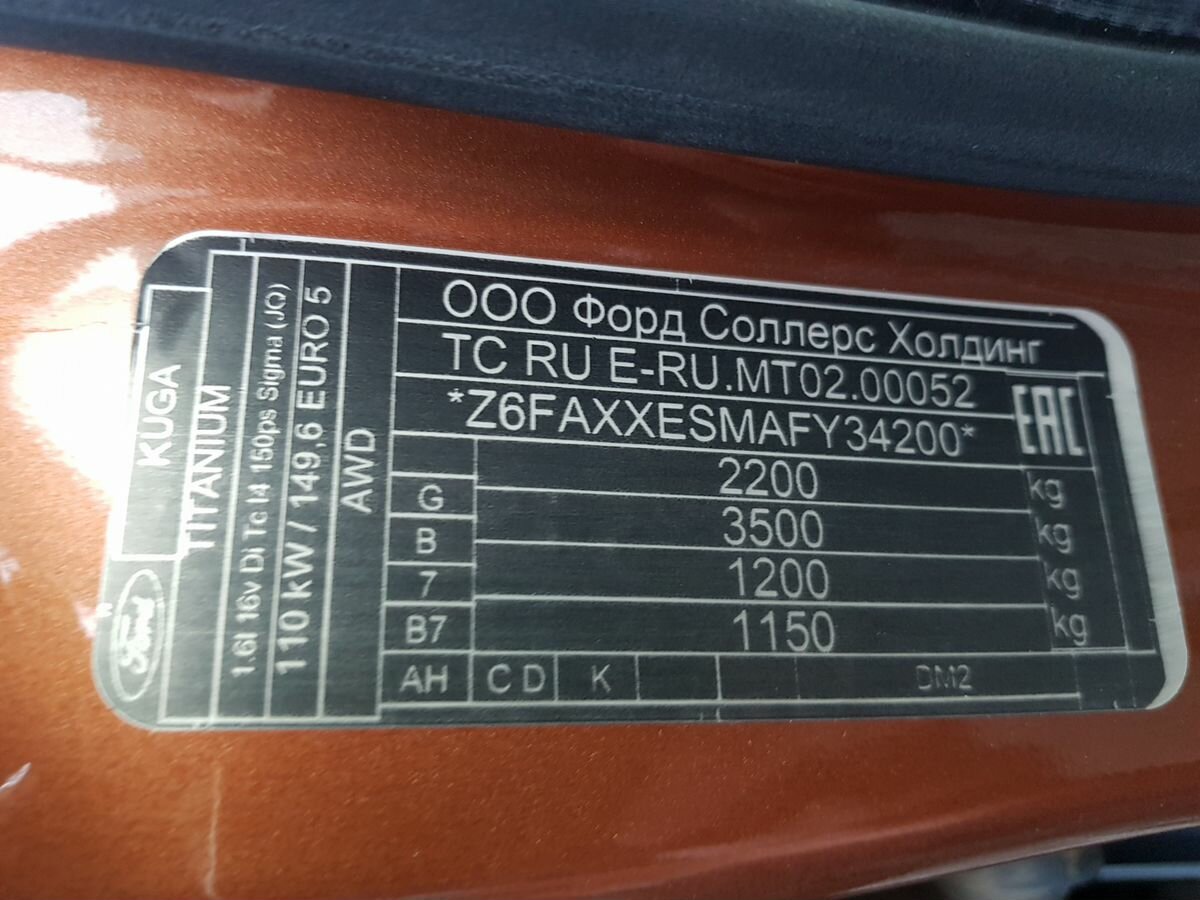 Ford
KUGA
TITANIUM
1.6l 16v Di Tc I4 150ps Sigma (JQ)
110 kW / 149,6 EURO 5
AWD
ООО Форд Соллерс Холдинг
TC RU E-RU.MT02.00052
*Z6FAXXESMAFY34200*
EAC
2200 kg
G 3500 kg
B 1200 kg
7 1150 kg
B7
AH C D K DM2